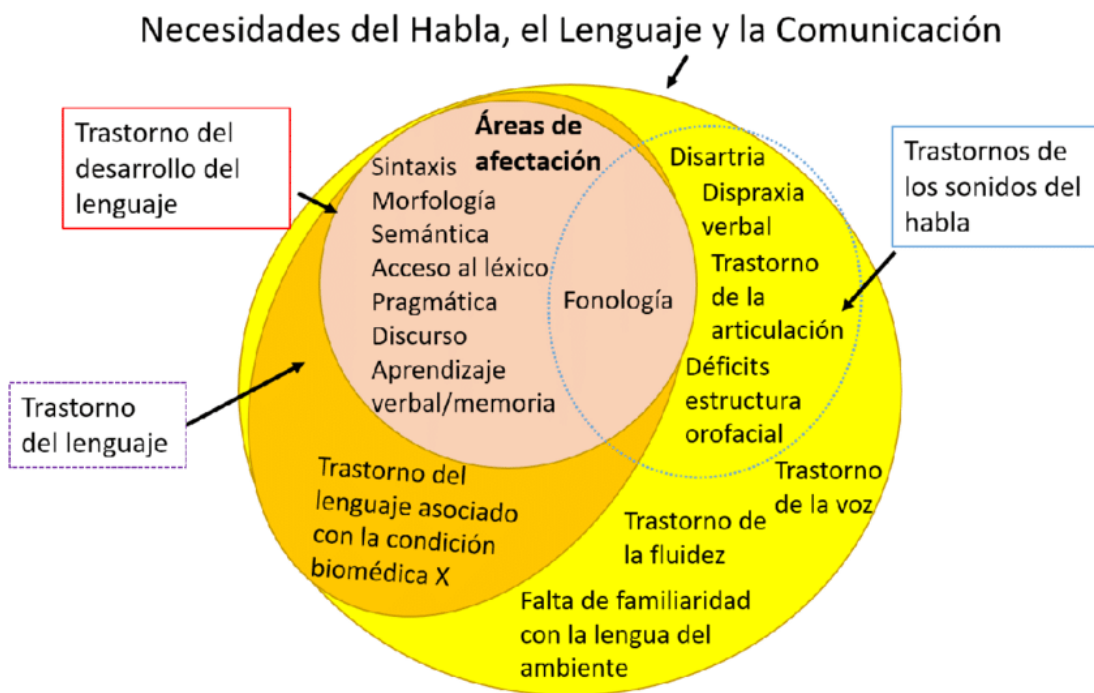 Necesidades del Habla, el Lenguaje y la Comunicación
Trastorno del
desarrollo del
lenguaje
Áreas de
afectación
Sintaxis
Morfología
Semántica
Acceso al léxico
Pragmática
Discurso
Aprendizaje
verbal/memoria
Fonología
Disartria
Dispraxia
verbal
Trastorno
de la
articulación
Déficits
estructura
orofacial
Trastornos de
los sonidos del
habla
Trastorno
del lenguaje
Trastorno del
lenguaje asociado
con la condición
biomédica X
Trastorno
de la voz
Trastorno de
la fluidez
Falta de familiaridad
con la lengua del
ambiente